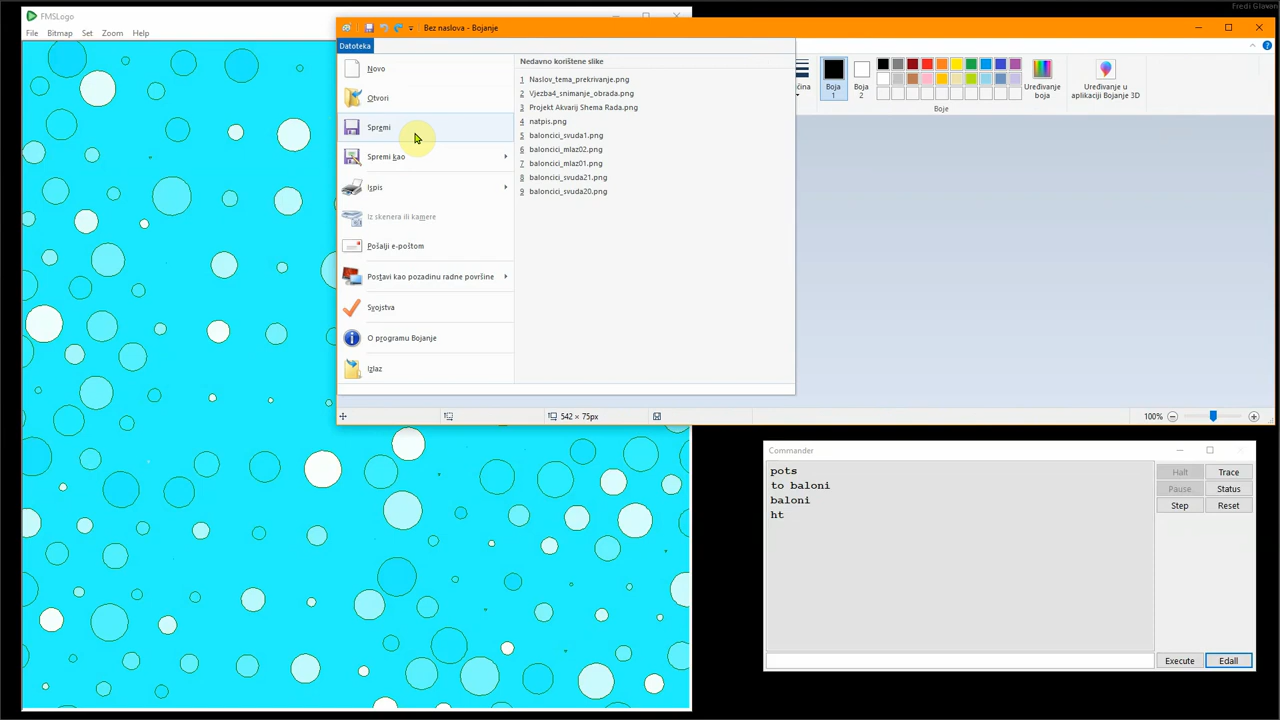 Fredi Glavan
FMSLogo
File Bitmap Set Zoom Help
Bez naslova - Bojanje
Datoteka
Novo
Otvori
Spremi
Spremi kao
Ispis
Iz skenera ili kamere
Pošalji e-poštom
Postavi kao pozadinu radne površine
Svojstva
O programu Bojanje
Izlaz
Nedavno korištene slike
1 Naslov_tema_prekrivanje.png
2 Vjezba4_snimanje_obrada.png
3 Projekt Akvarij Shema Rada.png
4 natpis.png
5 baloncici_svuda1.png
6 baloncici_mlaz02.png
7 baloncici_mlaz01.png
8 baloncici_svuda21.png
9 baloncici_svuda20.png
Boja 1
Boja 2
Uređivanje boja
Uređivanje u aplikaciji Bojanje 3D
Boje
542 × 75px
100%
Commander
pots
to baloni
baloni
ht
Halt Trace
Pause Status
Step Reset
Execute Edall